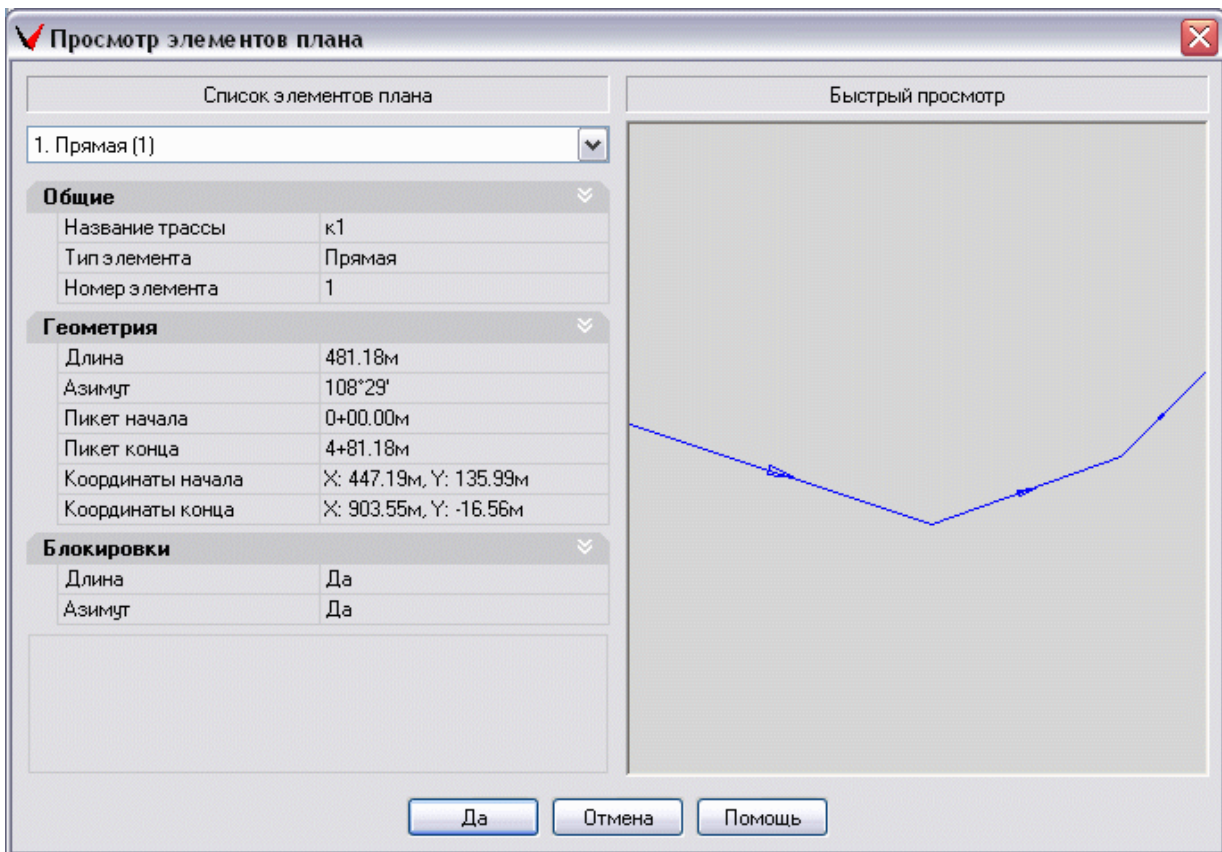 Просмотр элементов плана
Список элементов плана
Быстрый просмотр
1. Прямая (1)
Общие
Название трассы к1
Тип элемента Прямая
Номер элемента 1
Геометрия
Длина 481.18м
Азимут 108°29'
Пикет начала 0+00.00м
Пикет конца 4+81.18м
Координаты начала X: 447.19м, Y: 135.99м
Координаты конца X: 903.55м, Y: -16.56м
Блокировки
Длина Да
Азимут Да
Да Отмена Помощь